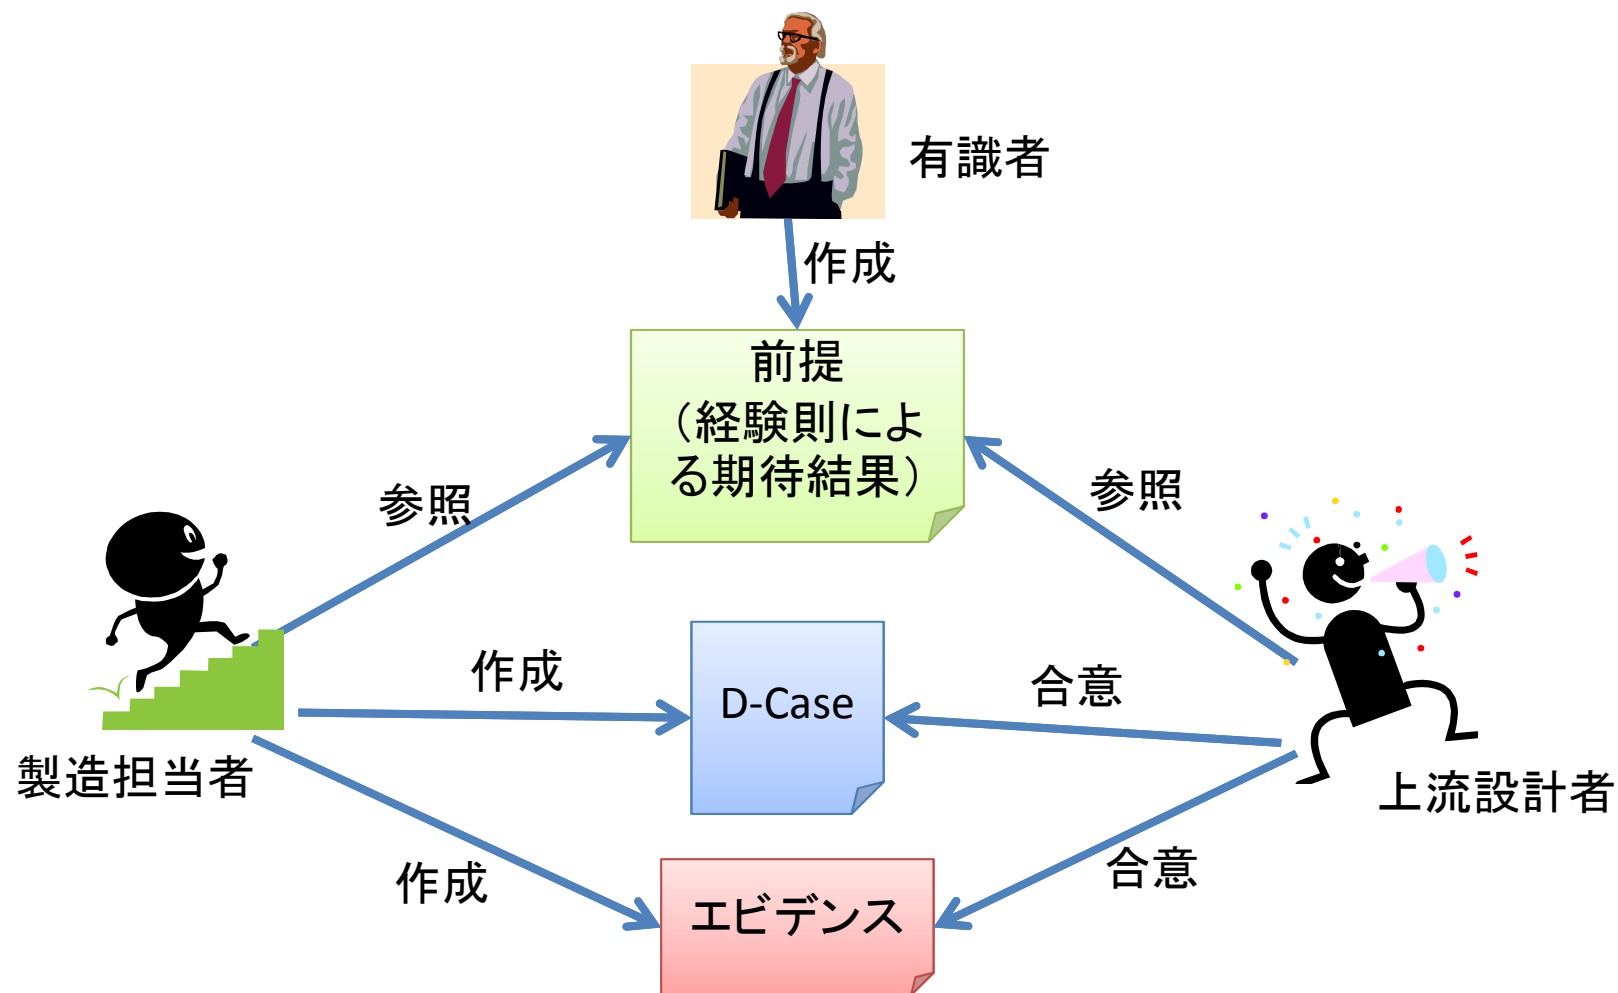 有識者
作成
前提
（経験則によ
る期待結果）
参照
参照
作成
D-Case
合意
製造担当者
上流設計者
作成
合意
エビデンス